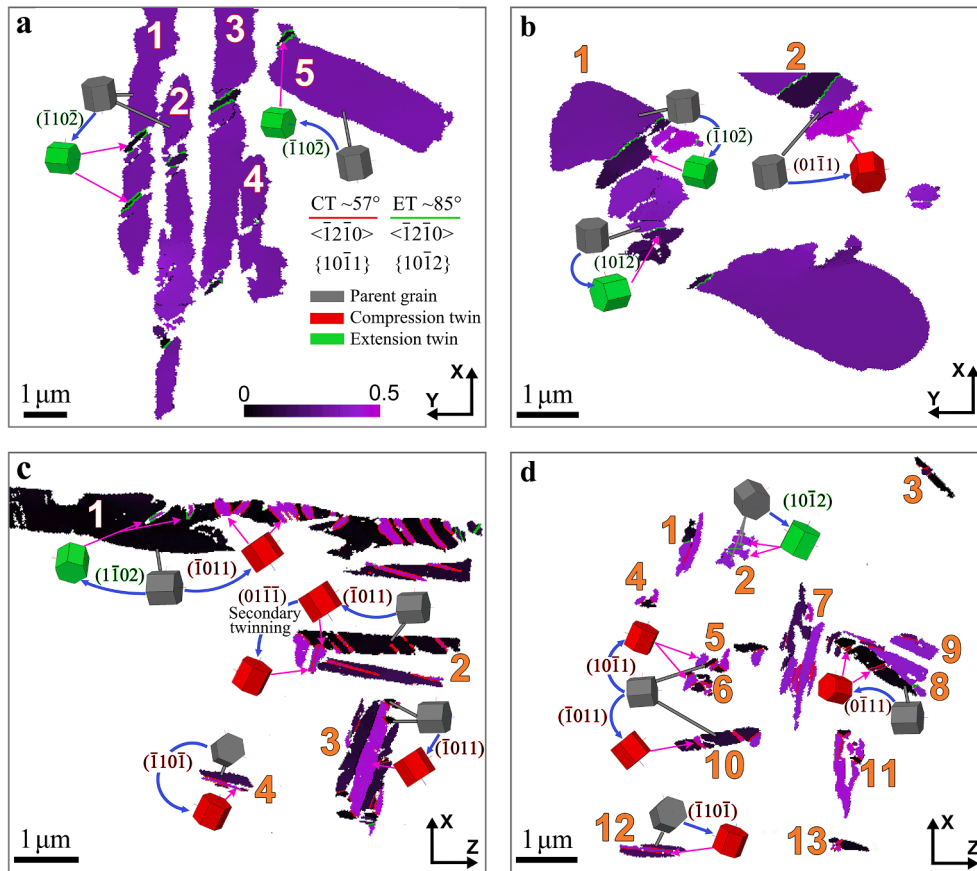 a
1
2
3
4
5
(1̄102̄)
(1̄102̄)
CT ~57°
ET ~85°
<1̄21̄0>
<1̄21̄0>
{101̄1}
{101̄2}
Parent grain
Compression twin
Extension twin
0
0.5
1 μm
X
Y
b
1
2
(1̄102̄)
(011̄1)
(101̄2)
1 μm
X
Y
c
1
(11̄02)
(1̄011)
(011̄1̄)
Secondary
twinning
(1̄011)
2
3
(1̄011)
(1̄101̄)
4
1 μm
X
Z
d
(101̄2)
3
1
2
4
7
5
9
6
8
(101̄1)
(01̄11)
(1̄011)
10
11
12
(1̄101̄)
13
1 μm
X
Z